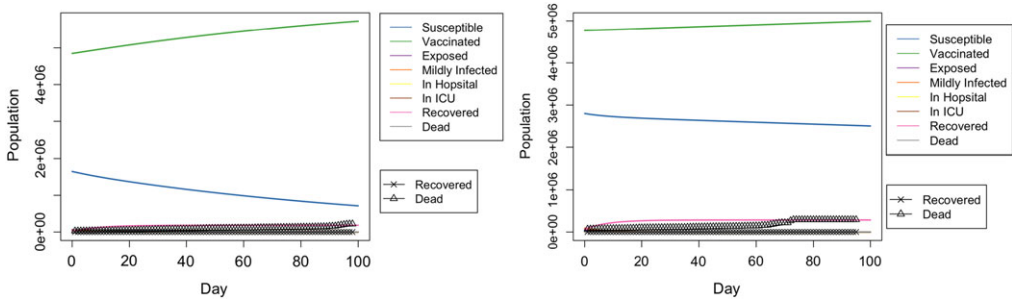 Population
4e+06
2e+06
0e+00
0 20 40 60 80 100
Day
Susceptible
Vaccinated
Exposed
Mildly Infected
In Hopsital
In ICU
Recovered
Dead
Recovered
Dead
Population
5e+06
4e+06
3e+06
2e+06
1e+06
0e+00
0 20 40 60 80 100
Day
Susceptible
Vaccinated
Exposed
Mildly Infected
In Hopsital
In ICU
Recovered
Dead
Recovered
Dead